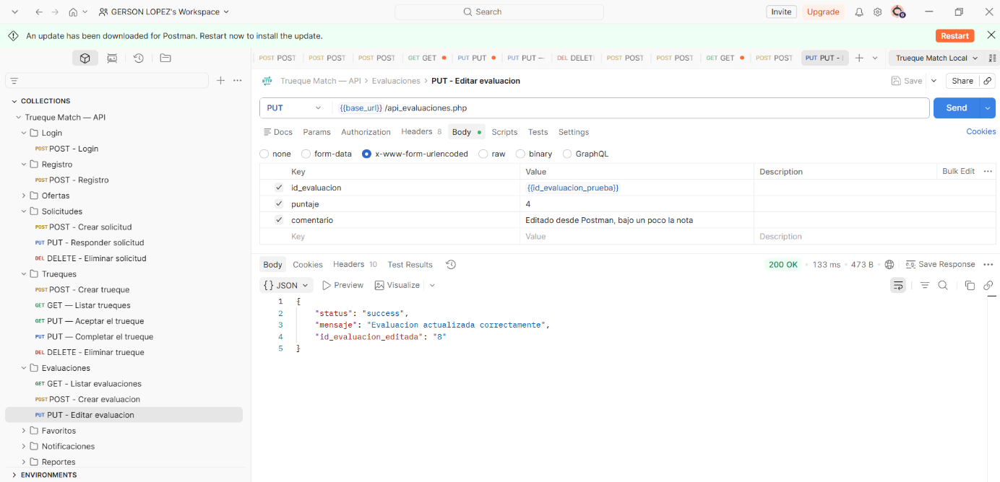 GERSON LOPEZ's Workspace
Search
Invite
Upgrade
An update has been downloaded for Postman. Restart now to install the update.
Restart
POST POST
POST POST
POST POST
GET GET
PUT PUT
PUT PUT —
DEL DELET
POST POST
POST POST
GET GET
POST POST
PUT PUT -
Trueque Match Local
COLLECTIONS
Trueque Match — API
Login
POST POST - Login
Registro
POST POST - Registro
Ofertas
Solicitudes
POST POST - Crear solicitud
PUT PUT - Responder solicitud
DEL DELETE - Eliminar solicitud
Trueques
POST POST - Crear trueque
GET GET — Listar trueques
GET PUT — Aceptar el trueque
PUT PUT — Completar el trueque
DEL DELETE - Eliminar trueque
Evaluaciones
GET GET - Listar evaluaciones
POST POST - Crear evaluacion
PUT PUT - Editar evaluacion
Favoritos
Notificaciones
Reportes
ENVIRONMENTS
HTTP Trueque Match — API > Evaluaciones > PUT - Editar evaluacion
Save
Share
PUT {{base_url}} /api_evaluaciones.php
Send
Docs Params Authorization Headers 8 Body Scripts Tests Settings
Cookies
none form-data x-www-form-urlencoded raw binary GraphQL
Key Value Description Bulk Edit
id_evaluacion {{id_evaluacion_prueba}}
puntaje 4
comentario Editado desde Postman, bajo un poco la nota
Key Value Description
Body Cookies Headers 10 Test Results
200 OK 133 ms 473 B e.g. Save Response
{} JSON Preview Visualize
1 {
2 "status": "success",
3 "mensaje": "Evaluacion actualizada correctamente",
4 "id_evaluacion_editada": "8"
5 }